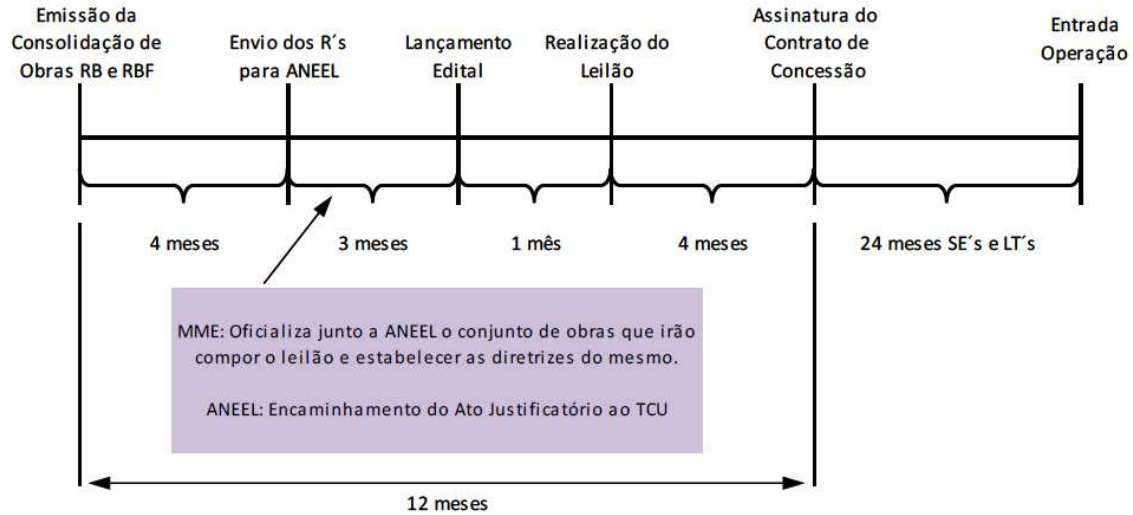 Emissão da
Consolidação de
Obras RB e RBF
Envio dos R´s
para ANEEL
Lançamento
Edital
Realização do
Leilão
Assinatura do
Contrato de
Concessão
Entrada
Operação
4 meses
3 meses
1 mês
4 meses
24 meses SE´s e LT´s
MME: Oficializa junto a ANEEL o conjunto de obras que irão
compor o leilão e estabelecer as diretrizes do mesmo.
ANEEL: Encaminhamento do Ato Justificatório ao TCU
12 meses